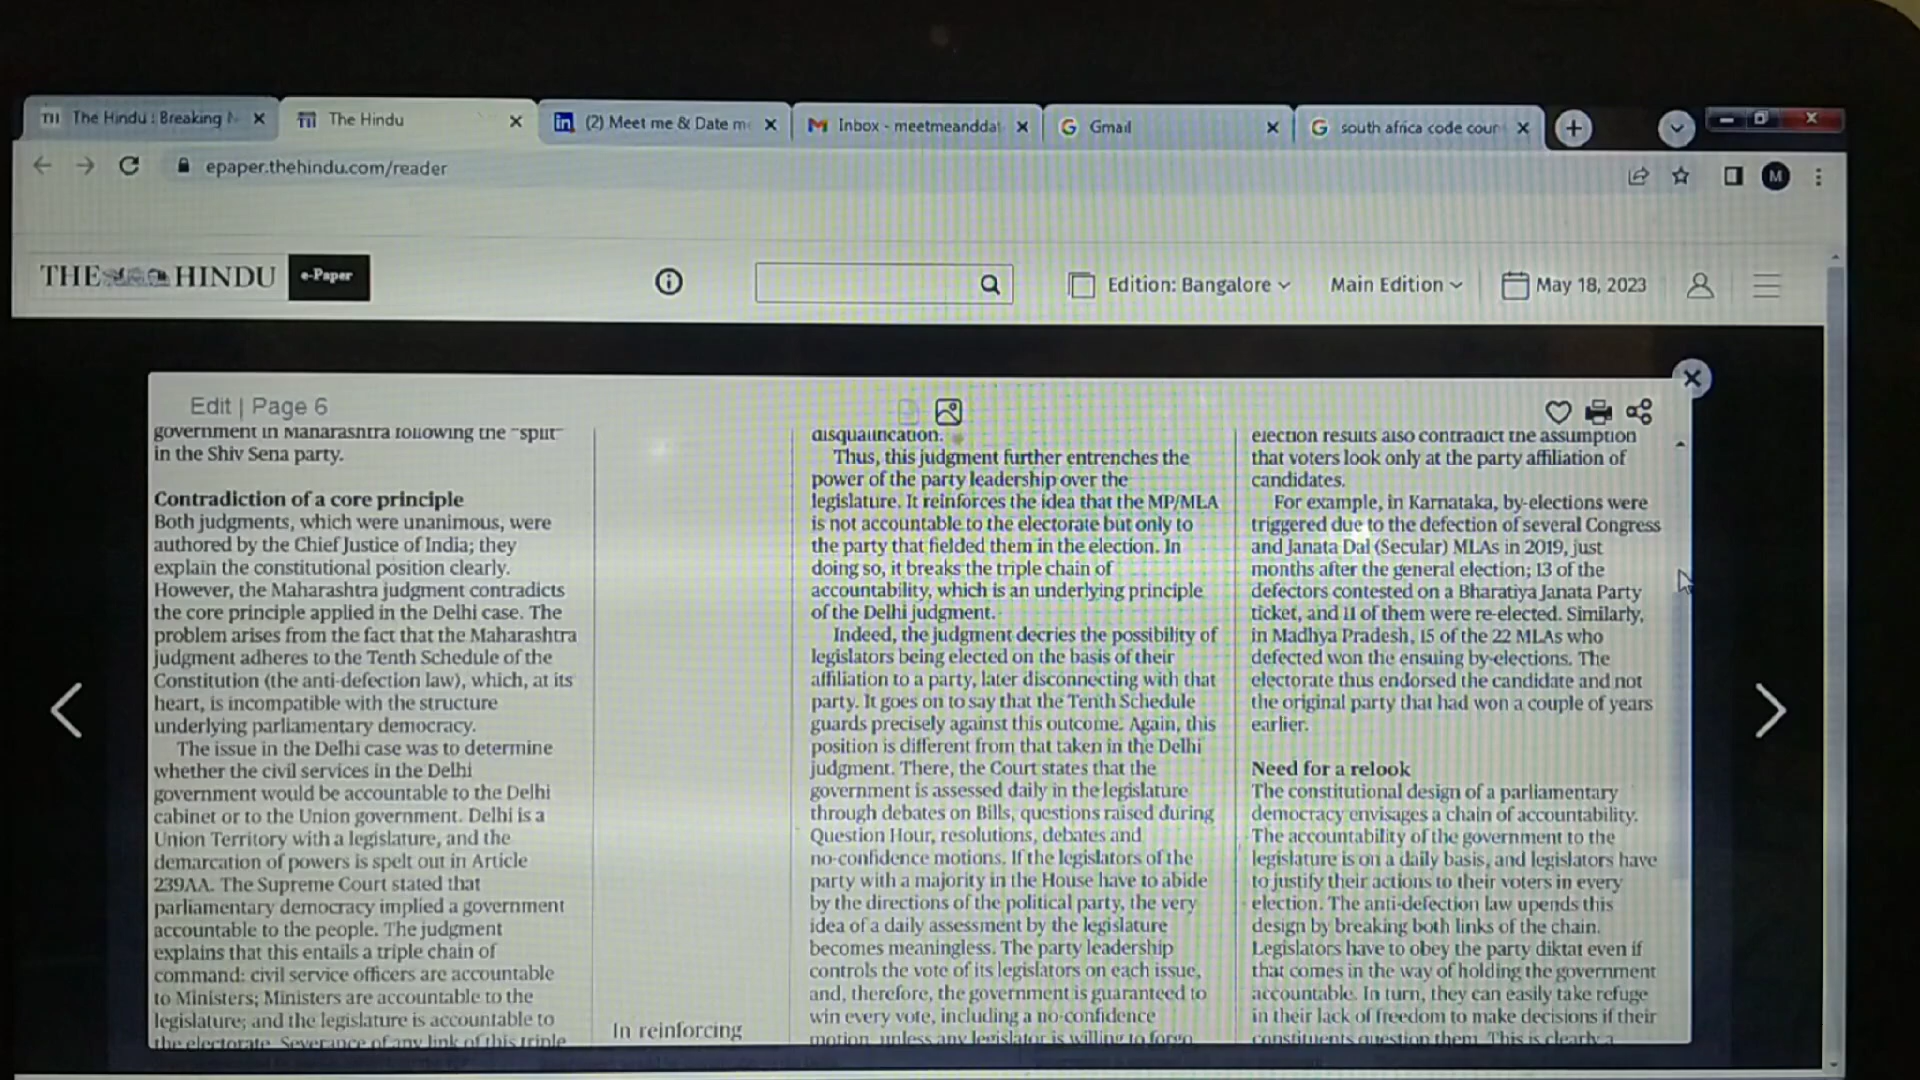 The Hindu : Breaking N
The Hindu
(2) Meet me & Date m
Inbox - meetmeanddat
Gmail
south africa code coun
epaper.thehindu.com/reader
M
THE HINDU
e-Paper
Edition: Bangalore
Main Edition
May 18, 2023
Edit | Page 6
government in Maharashtra following the "split"
in the Shiv Sena party.
Contradiction of a core principle
Both judgments, which were unanimous, were
authored by the Chief Justice of India; they
explain the constitutional position clearly.
However, the Maharashtra judgment contradicts
the core principle applied in the Delhi case. The
problem arises from the fact that the Maharashtra
judgment adheres to the Tenth Schedule of the
Constitution (the anti-defection law), which, at its
heart, is incompatible with the structure
underlying parliamentary democracy.
The issue in the Delhi case was to determine
whether the civil services in the Delhi
government would be accountable to the Delhi
cabinet or to the Union government. Delhi is a
Union Territory with a legislature, and the
demarcation of powers is spelt out in Article
239AA. The Supreme Court stated that
parliamentary democracy implied a government
accountable to the people. The judgment
explains that this entails a triple chain of
command: civil service officers are accountable
to Ministers; Ministers are accountable to the
legislature; and the legislature is accountable to
the electorate. Severance of any link of this triple
In reinforcing
disqualification.
Thus, this judgment further entrenches the
power of the party leadership over the
legislature. It reinforces the idea that the MP/MLA
is not accountable to the electorate but only to
the party that fielded them in the election. In
doing so, it breaks the triple chain of
accountability, which is an underlying principle
of the Delhi judgment.
Indeed, the judgment decries the possibility of
legislators being elected on the basis of their
affiliation to a party, later disconnecting with that
party. It goes on to say that the Tenth Schedule
guards precisely against this outcome. Again, this
position is different from that taken in the Delhi
judgment. There, the Court states that the
government is assessed daily in the legislature
through debates on Bills, questions raised during
Question Hour, resolutions, debates and
no-confidence motions. If the legislators of the
party with a majority in the House have to abide
by the directions of the political party, the very
idea of a daily assessment by the legislature
becomes meaningless. The party leadership
controls the vote of its legislators on each issue,
and, therefore, the government is guaranteed to
win every vote, including a no-confidence
motion, unless any legislator is willing to forgo
election results also contradict the assumption
that voters look only at the party affiliation of
candidates.
For example, in Karnataka, by-elections were
triggered due to the defection of several Congress
and Janata Dal (Secular) MLAs in 2019, just
months after the general election; 13 of the
defectors contested on a Bharatiya Janata Party
ticket, and 11 of them were re-elected. Similarly,
in Madhya Pradesh, 15 of the 22 MLAs who
defected won the ensuing by-elections. The
electorate thus endorsed the candidate and not
the original party that had won a couple of years
earlier.
Need for a relook
The constitutional design of a parliamentary
democracy envisages a chain of accountability.
The accountability of the government to the
legislature is on a daily basis, and legislators have
to justify their actions to their voters in every
election. The anti-defection law upends this
design by breaking both links of the chain.
Legislators have to obey the party diktat even if
that comes in the way of holding the government
accountable. In turn, they can easily take refuge
in their lack of freedom to make decisions if their
constituents question them. This is clearly a